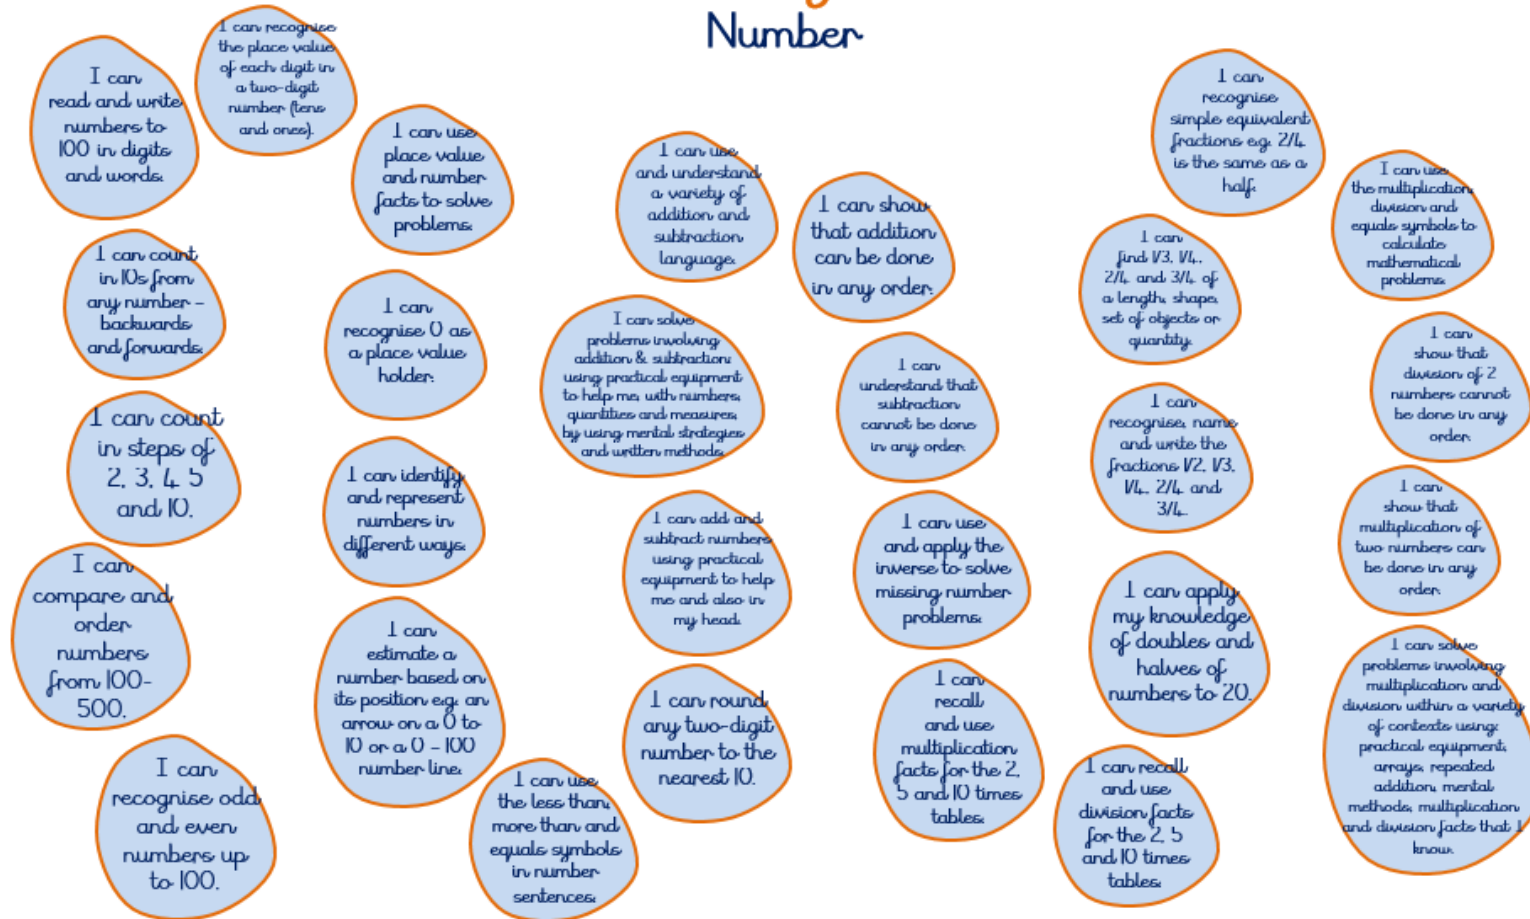 Number
I can
read and write
numbers to
100 in digits
and words.
I can recognise
the place value
of each digit in
a two-digit
number (tens
and ones).
I can use
place value
and number
facts to solve
problems.
I can count
in 10s from
any number -
backwards
and forwards.
I can
recognise 0 as
a place value
holder.
I can count
in steps of
2, 3, 4, 5
and 10.
I can identify
and represent
numbers in
different ways.
I can
compare and
order
numbers
from 100-
500.
I can
estimate a
number based on
its position e.g. an
arrow on a 0 to
10 or a 0 - 100
number line.
I can
recognise odd
and even
numbers up
to 100.
I can use
the less than,
more than and
equals symbols
in number
sentences.
I can use
and understand
a variety of
addition and
subtraction
language.
I can show
that addition
can be done
in any order.
I can solve
problems involving
addition & subtraction:
using practical equipment
to help me, with numbers,
quantities and measures,
by using mental strategies
and written methods.
I can
understand that
subtraction
cannot be done
in any order.
I can add and
subtract numbers
using practical
equipment to help
me and also in
my head.
I can use
and apply the
inverse to solve
missing number
problems.
I can round
any two-digit
number to the
nearest 10.
I can
recall
and use
multiplication
facts for the 2,
5 and 10 times
tables.
I can
recognise
simple equivalent
fractions e.g. 2/4
is the same as a
half.
I can use
the multiplication,
division and
equals symbols to
calculate
mathematical
problems.
I can
find 1/3, 1/4,
2/4 and 3/4 of
a length, shape,
set of objects or
quantity.
I can
show that
division of 2
numbers cannot
be done in any
order.
I can
recognise, name
and write the
fractions 1/2, 1/3,
1/4, 2/4 and
3/4.
I can
show that
multiplication of
two numbers can
be done in any
order.
I can apply
my knowledge
of doubles and
halves of
numbers to 20.
I can recall
and use
division facts
for the 2, 5
and 10 times
tables.
I can solve
problems involving
multiplication and
division within a variety
of contexts using:
practical equipment,
arrays, repeated
addition, mental
methods, multiplication
and division facts that I
know.